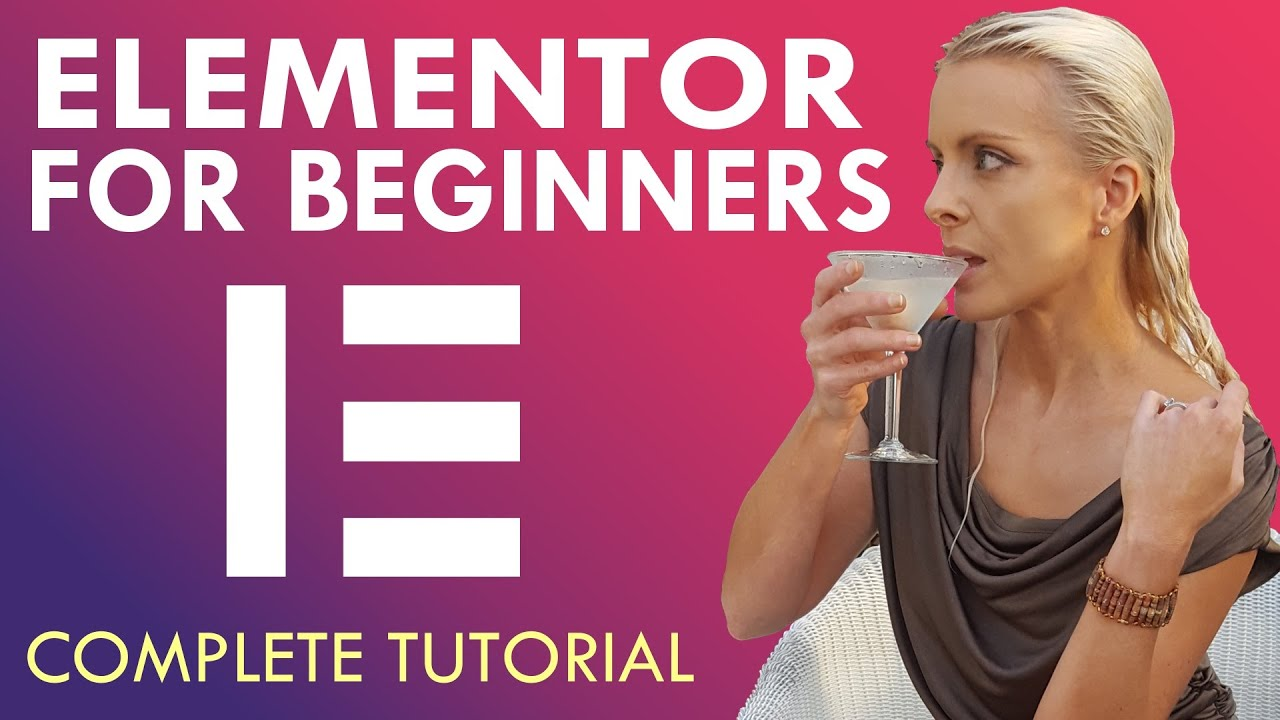 ELEMENTOR
FOR BEGINNERS
COMPLETE TUTORIAL